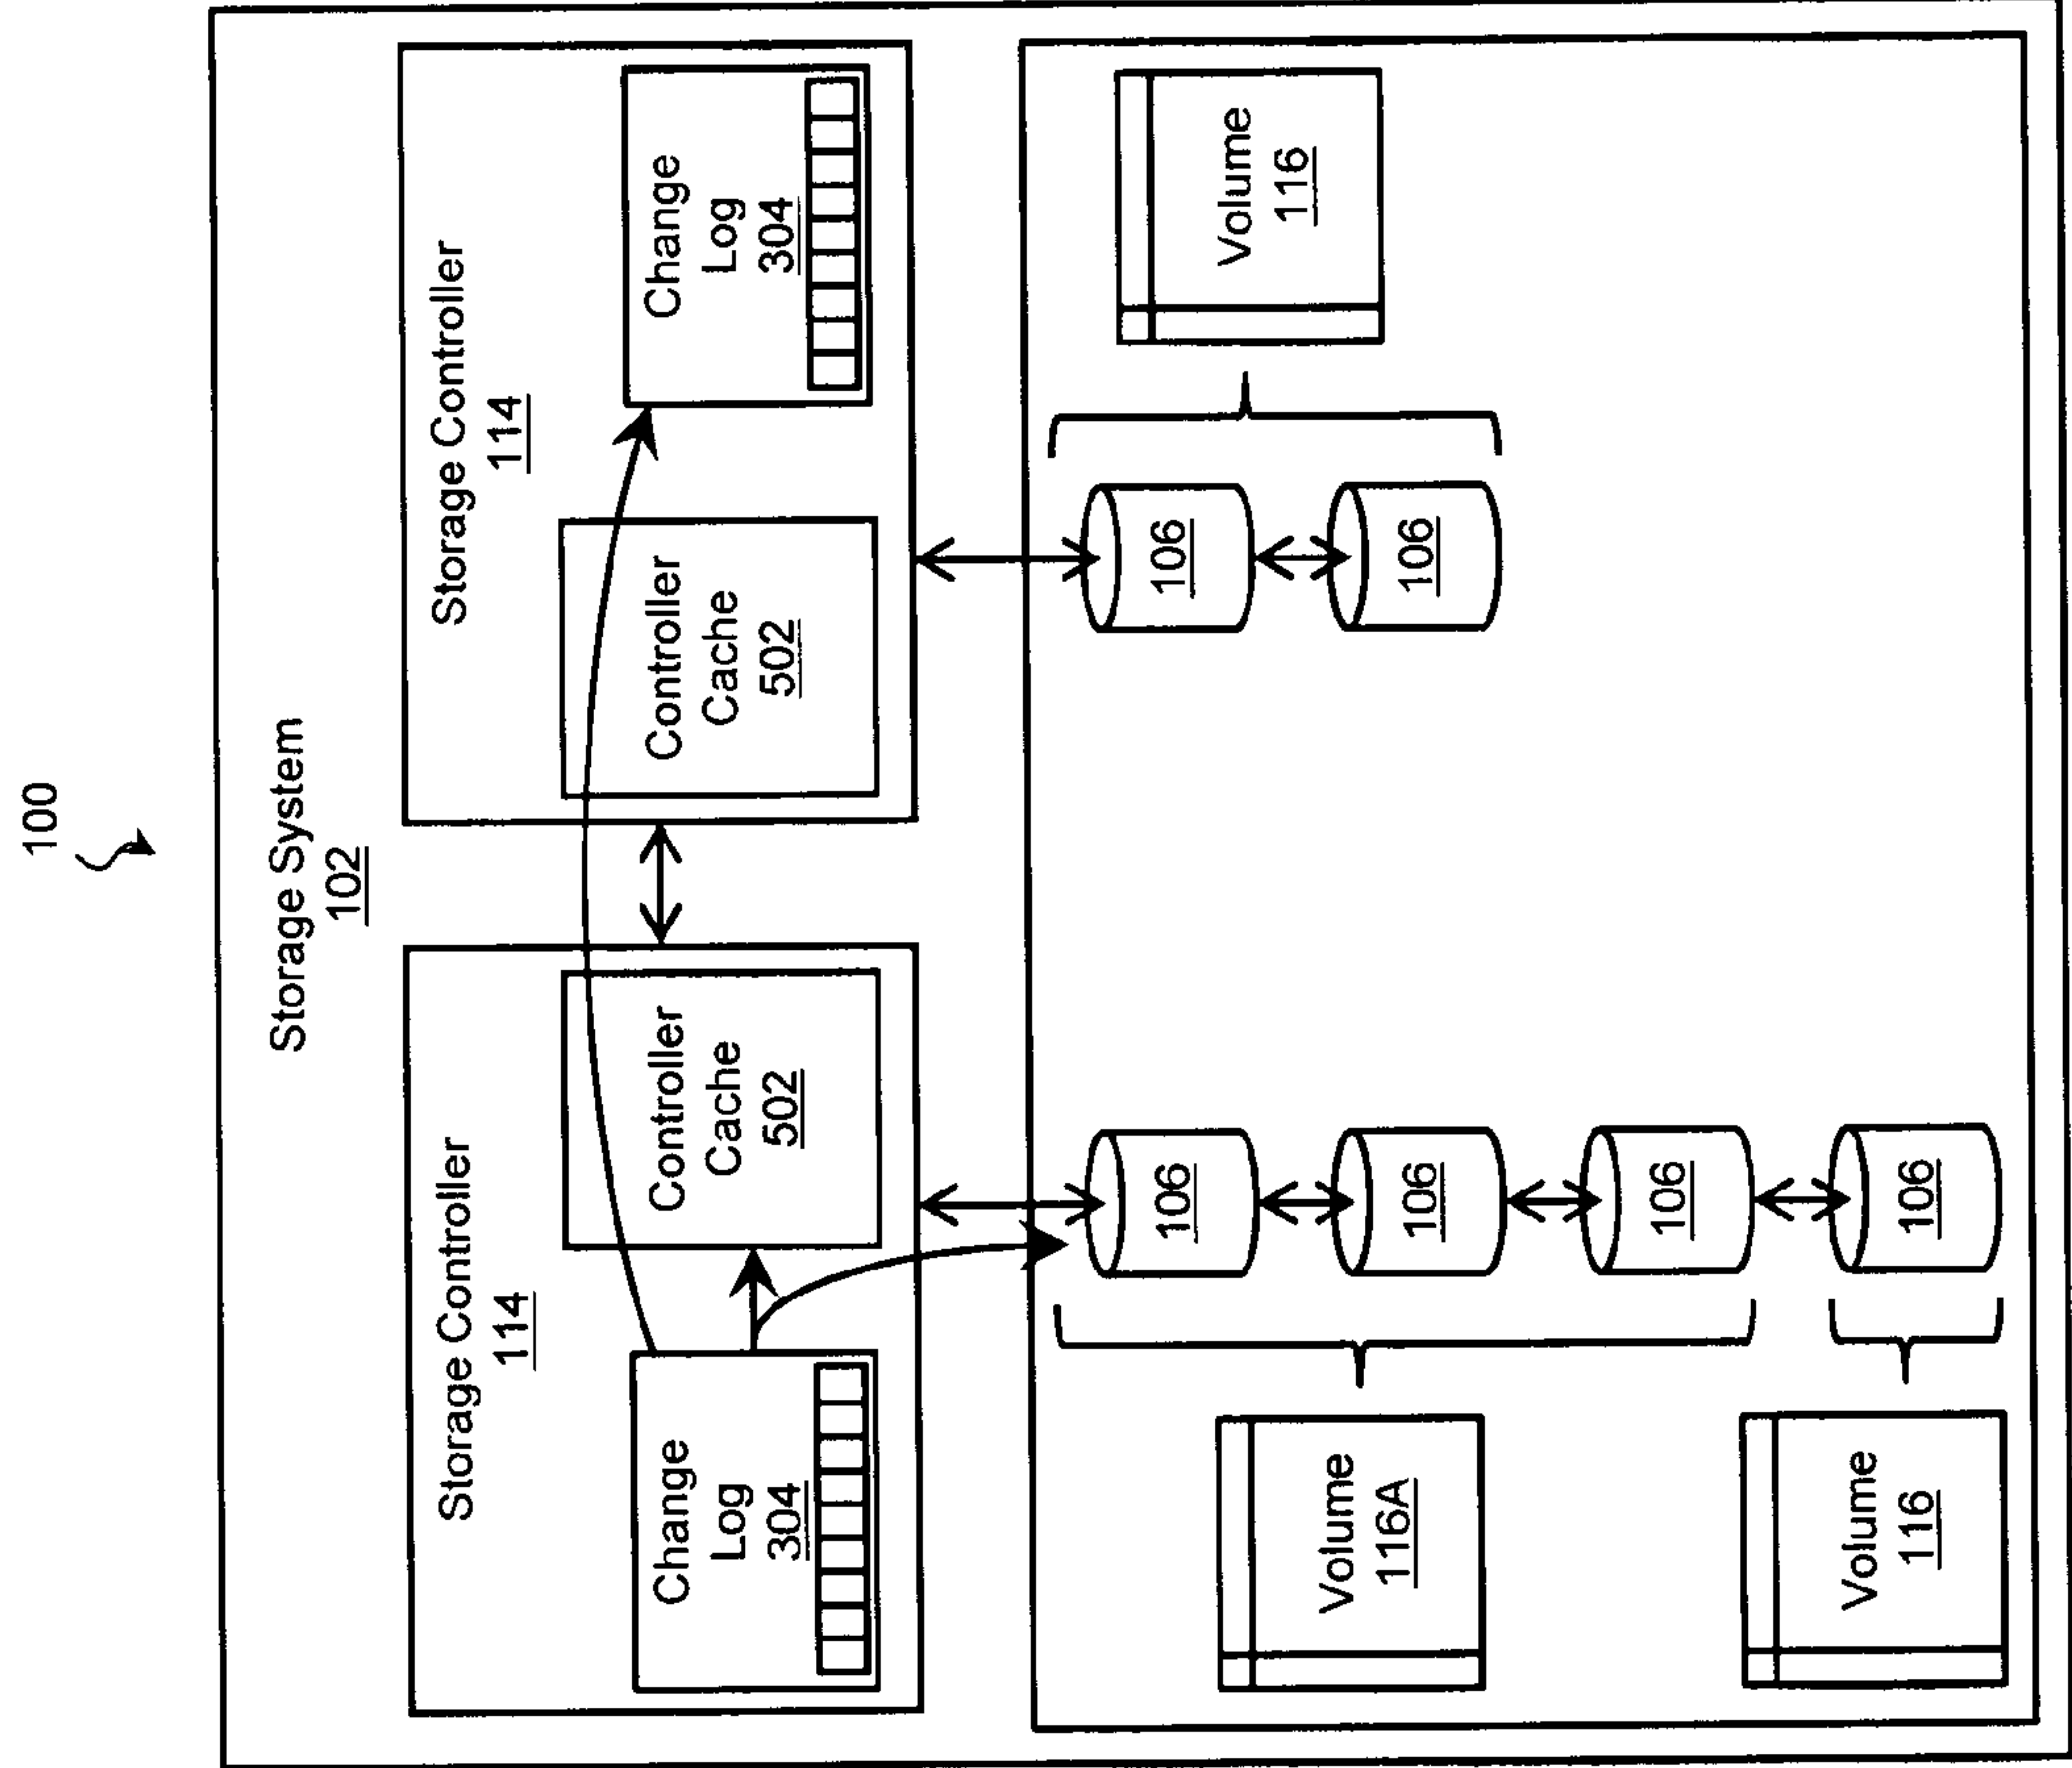 100
Storage System
102
Storage Controller
114
Change
Log
304
Controller
Cache
502
Storage Controller
114
Controller
Cache
502
Change
Log
304
106
106
106
106
Volume
116A
Volume
116
106
106
Volume
116